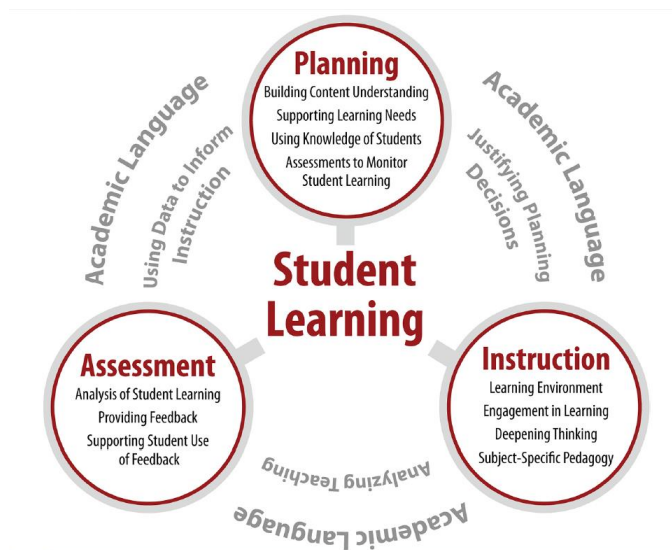 Planning
Building Content Understanding
Supporting Learning Needs
Using Knowledge of Students
Assessments to Monitor
Student Learning
Academic Language
Using Data to Inform
Instruction
Academic Language
Justifying Planning
Decisions
Student
Learning
Assessment
Analysis of Student Learning
Providing Feedback
Supporting Student Use
of Feedback
Instruction
Learning Environment
Engagement in Learning
Deepening Thinking
Subject-Specific Pedagogy
Analyzing Teaching
Academic Language